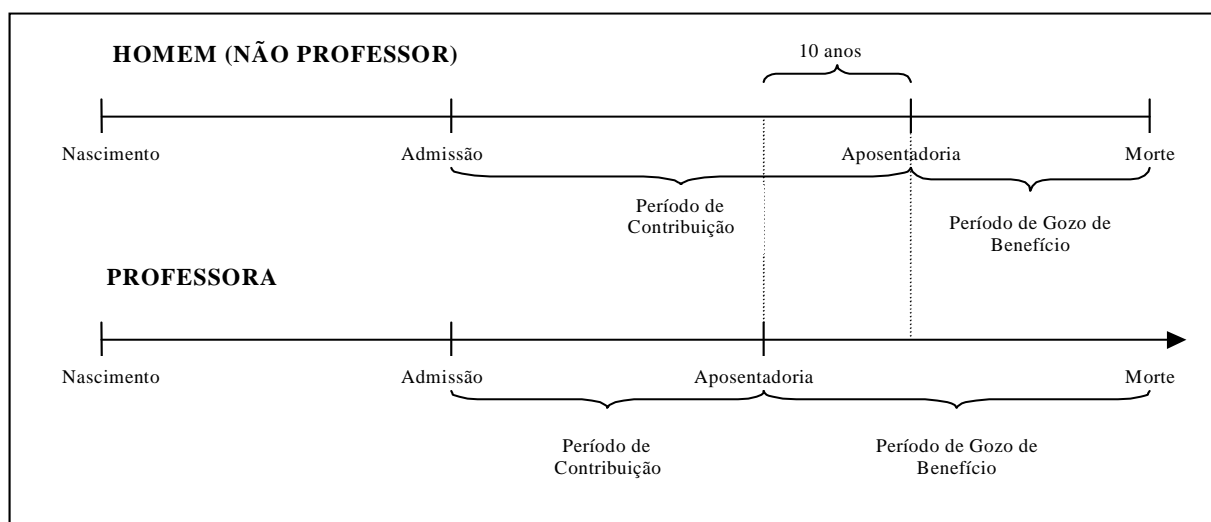 10 anos
HOMEM (NÃO PROFESSOR)
Nascimento
Admissão
Aposentadoria
Morte
Período de
Contribuição
Período de Gozo de
Benefício
PROFESSORA
Nascimento
Admissão
Aposentadoria
Morte
Período de
Contribuição
Período de Gozo de
Benefício